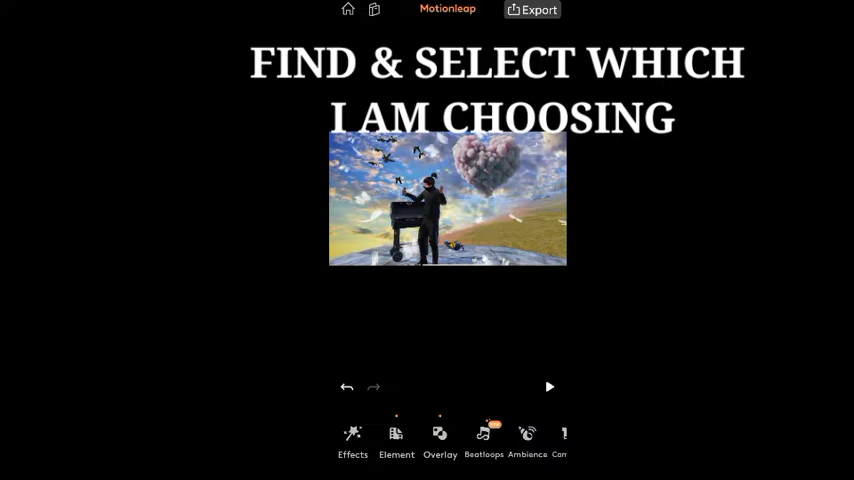 Motionleap
Export
FIND & SELECT WHICH
I AM CHOOSING
Effects
Element
Overlay
Beatloops
Ambience